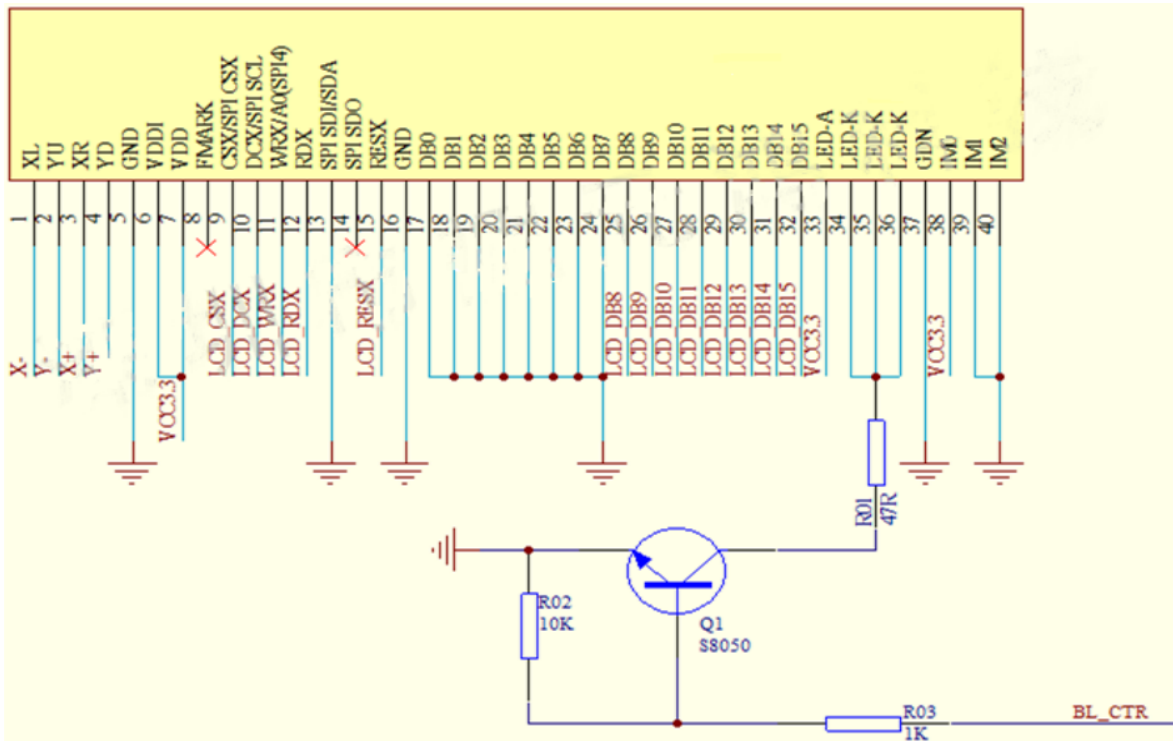 XL
YU
XR
YD
GND
VDDI
VDD
FMARK
CSX/SPI CSX
DCX/SPI SCL
WRX/A0(SPI4)
RDX
SPI SDI/SDA
SPI SDO
RESX
GND
DB0
DB1
DB2
DB3
DB4
DB5
DB6
DB7
DB8
DB9
DB10
DB11
DB12
DB13
DB14
DB15
LED-A
LED-K
LED-K
LED-K
GDN
IM0
IM1
IM2
1
2
3
4
5
6
7
8
9
10
11
12
13
14
15
16
17
18
19
20
21
22
23
24
25
26
27
28
29
30
31
32
33
34
35
36
37
38
39
40
X-
Y-
X+
Y+
VCC3.3
LCD_CSX
LCD_DCX
LCD_WRX
LCD_RDX
LCD_RESX
LCD_DB8
LCD_DB9
LCD_DB10
LCD_DB11
LCD_DB12
LCD_DB13
LCD_DB14
LCD_DB15
VCC3.3
VCC3.3
R01
47R
R02
10K
Q1
S8050
R03
1K
BL_CTR